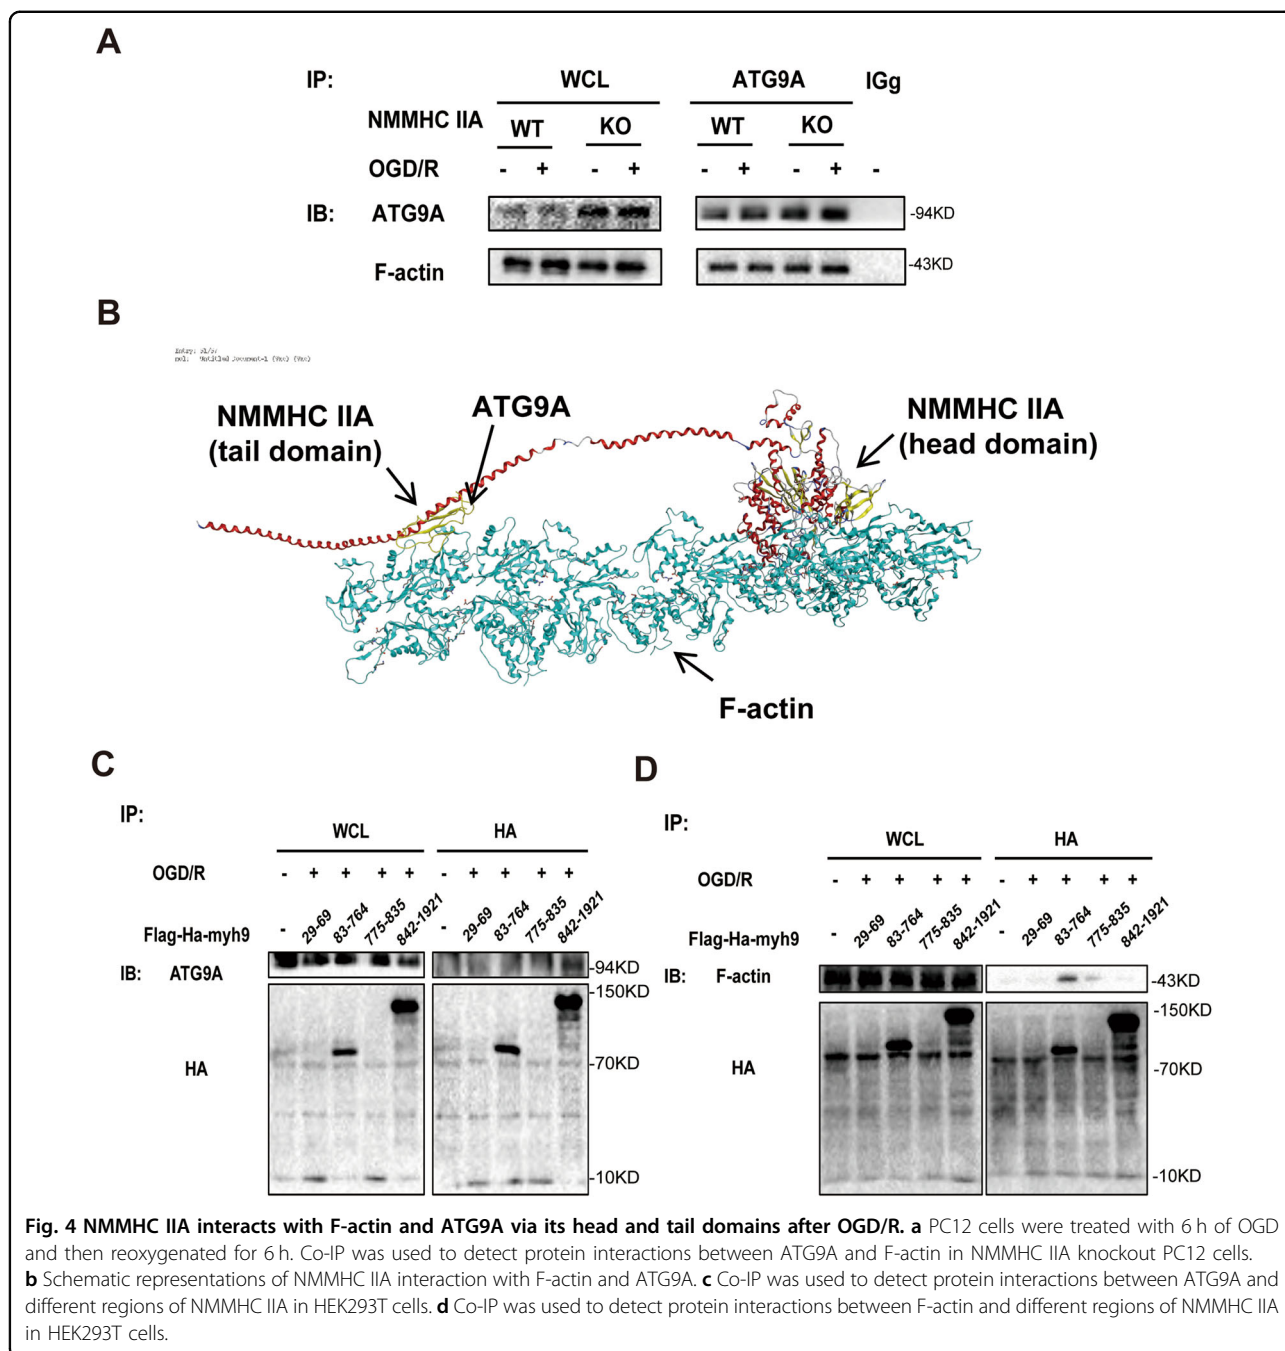 A
IP:
WCL ATG9A IGg
NMMHC IIA WT KO WT KO
OGD/R - + - + - + - + -
IB: ATG9A -94KD
F-actin -43KD
B
NMMHC IIA
(tail domain)
ATG9A
NMMHC IIA
(head domain)
F-actin
C
IP:
WCL HA
OGD/R - + + + + - + + + +
Flag-Ha-myh9 - 29-69 83-764 775-835 842-1921 - 29-69 83-764 775-835 842-1921
IB: ATG9A -94KD
-150KD
HA -70KD
-10KD
D
IP:
WCL HA
OGD/R - + + + + - + + + +
Flag-Ha-myh9 - 29-69 83-764 775-835 842-1921 - 29-69 83-764 775-835 842-1921
IB: F-actin -43KD
-150KD
HA -70KD
-10KD
Fig. 4 NMMHC IIA interacts with F-actin and ATG9A via its head and tail domains after OGD/R. a PC12 cells were treated with 6 h of OGD
and then reoxygenated for 6 h. Co-IP was used to detect protein interactions between ATG9A and F-actin in NMMHC IIA knockout PC12 cells.
b Schematic representations of NMMHC IIA interaction with F-actin and ATG9A. c Co-IP was used to detect protein interactions between ATG9A and
different regions of NMMHC IIA in HEK293T cells. d Co-IP was used to detect protein interactions between F-actin and different regions of NMMHC IIA
in HEK293T cells.